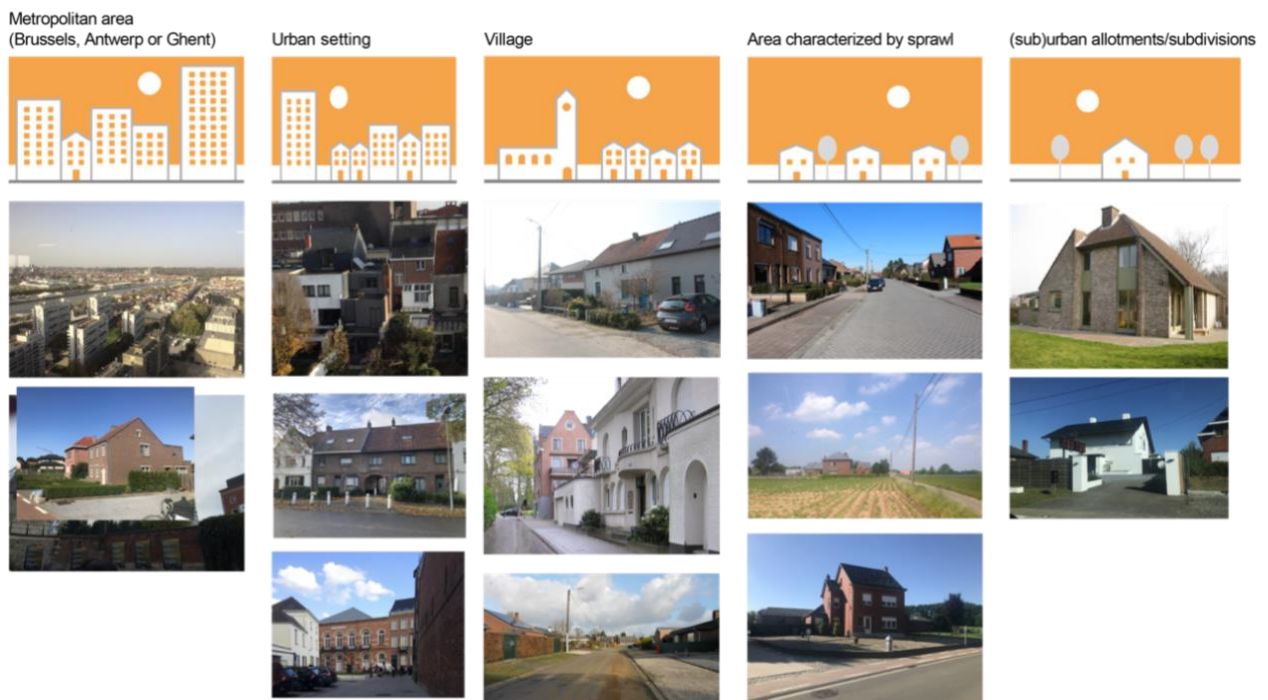 Metropolitan area
(Brussels, Antwerp or Ghent)
Urban setting
Village
Area characterized by sprawl
(sub)urban allotments/subdivisions